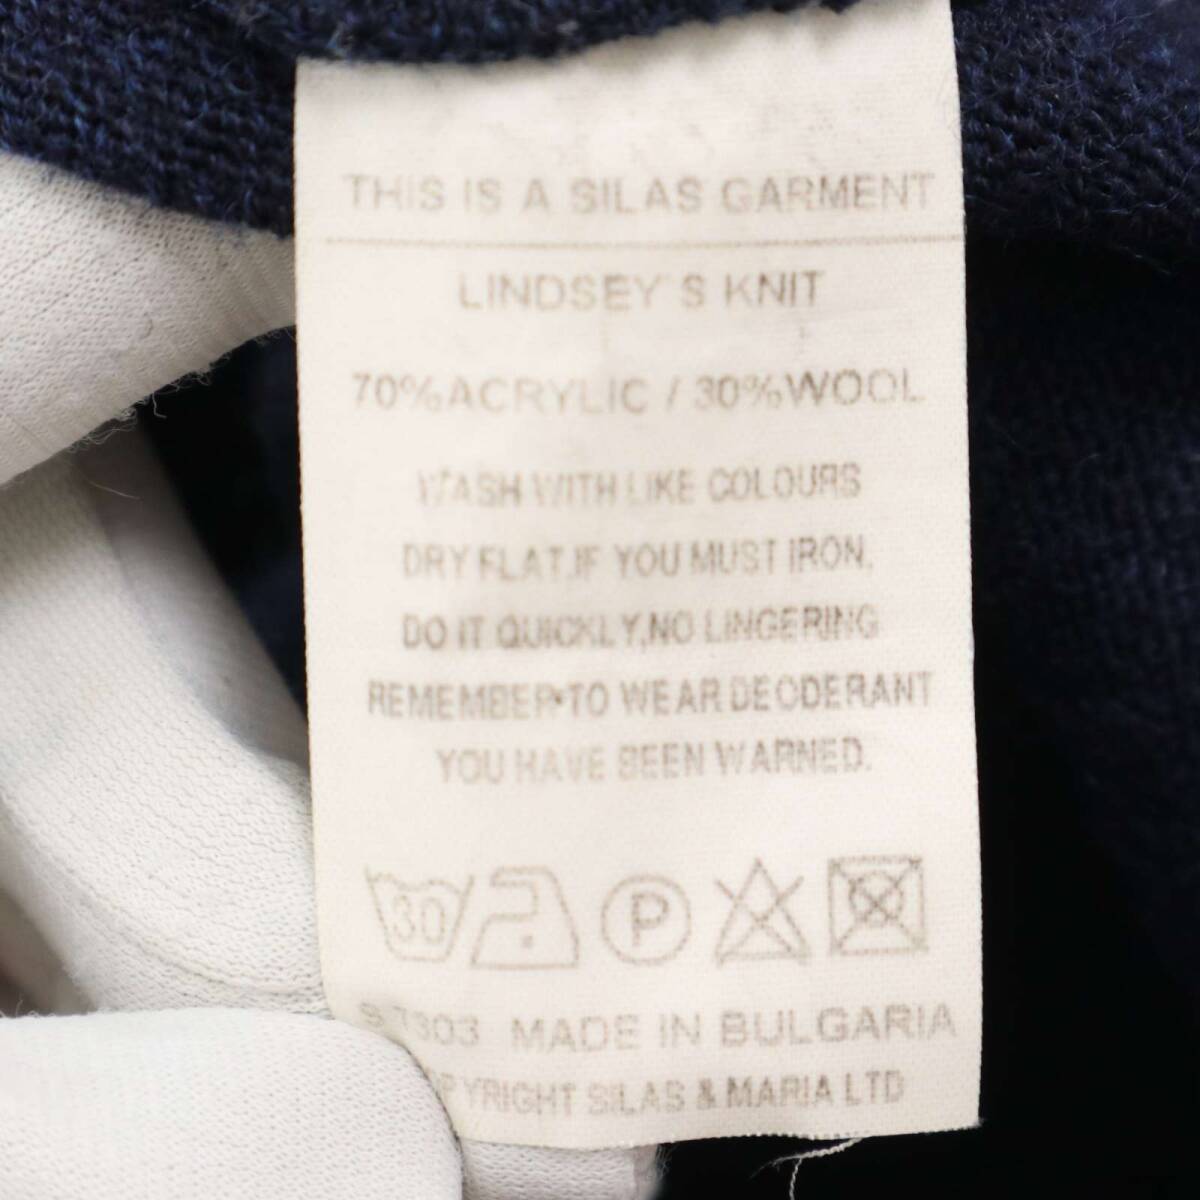 THIS IS A SILAS GARMENT
LINDSEY'S KNIT
70%ACRYLIC / 30%WOOL
WASH WITH LIKE COLOURS
DRY FLAT.IF YOU MUST IRON,
DO IT QUICKLY,NO LINGERING
REMEMBER•TO WEAR DEODERANT
YOU HAVE BEEN WARNED.
30 P
MADE IN BULGARIA
SILAS & MARIA LTD